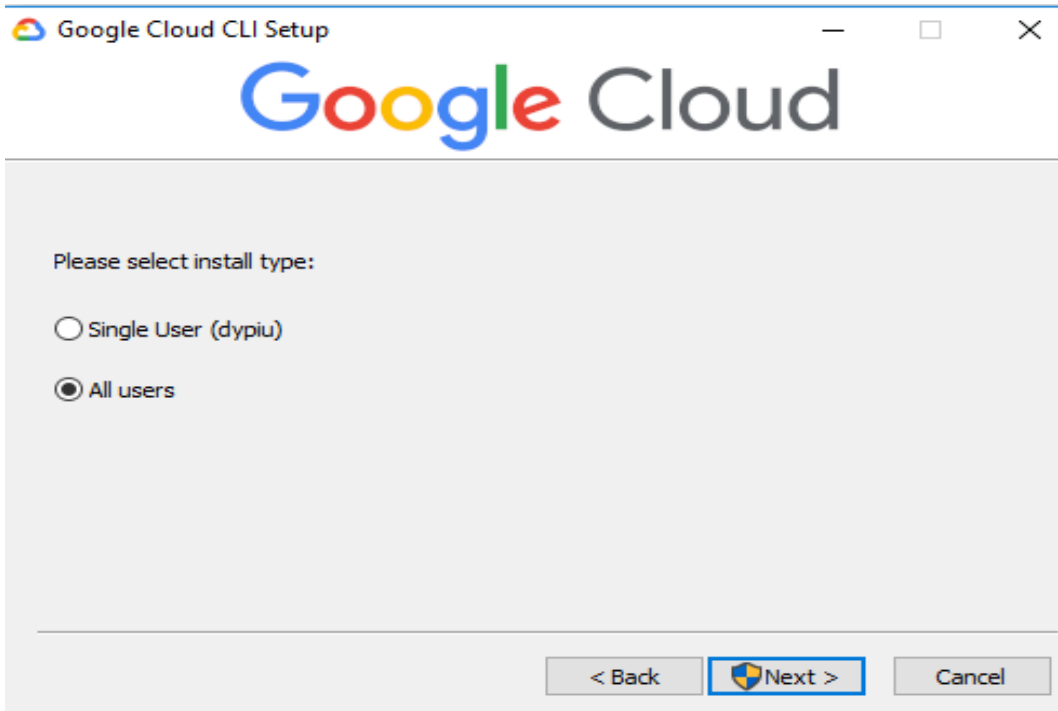 Google Cloud CLI Setup
Google Cloud
Please select install type:
Single User (dypiu)
All users
< Back Next > Cancel